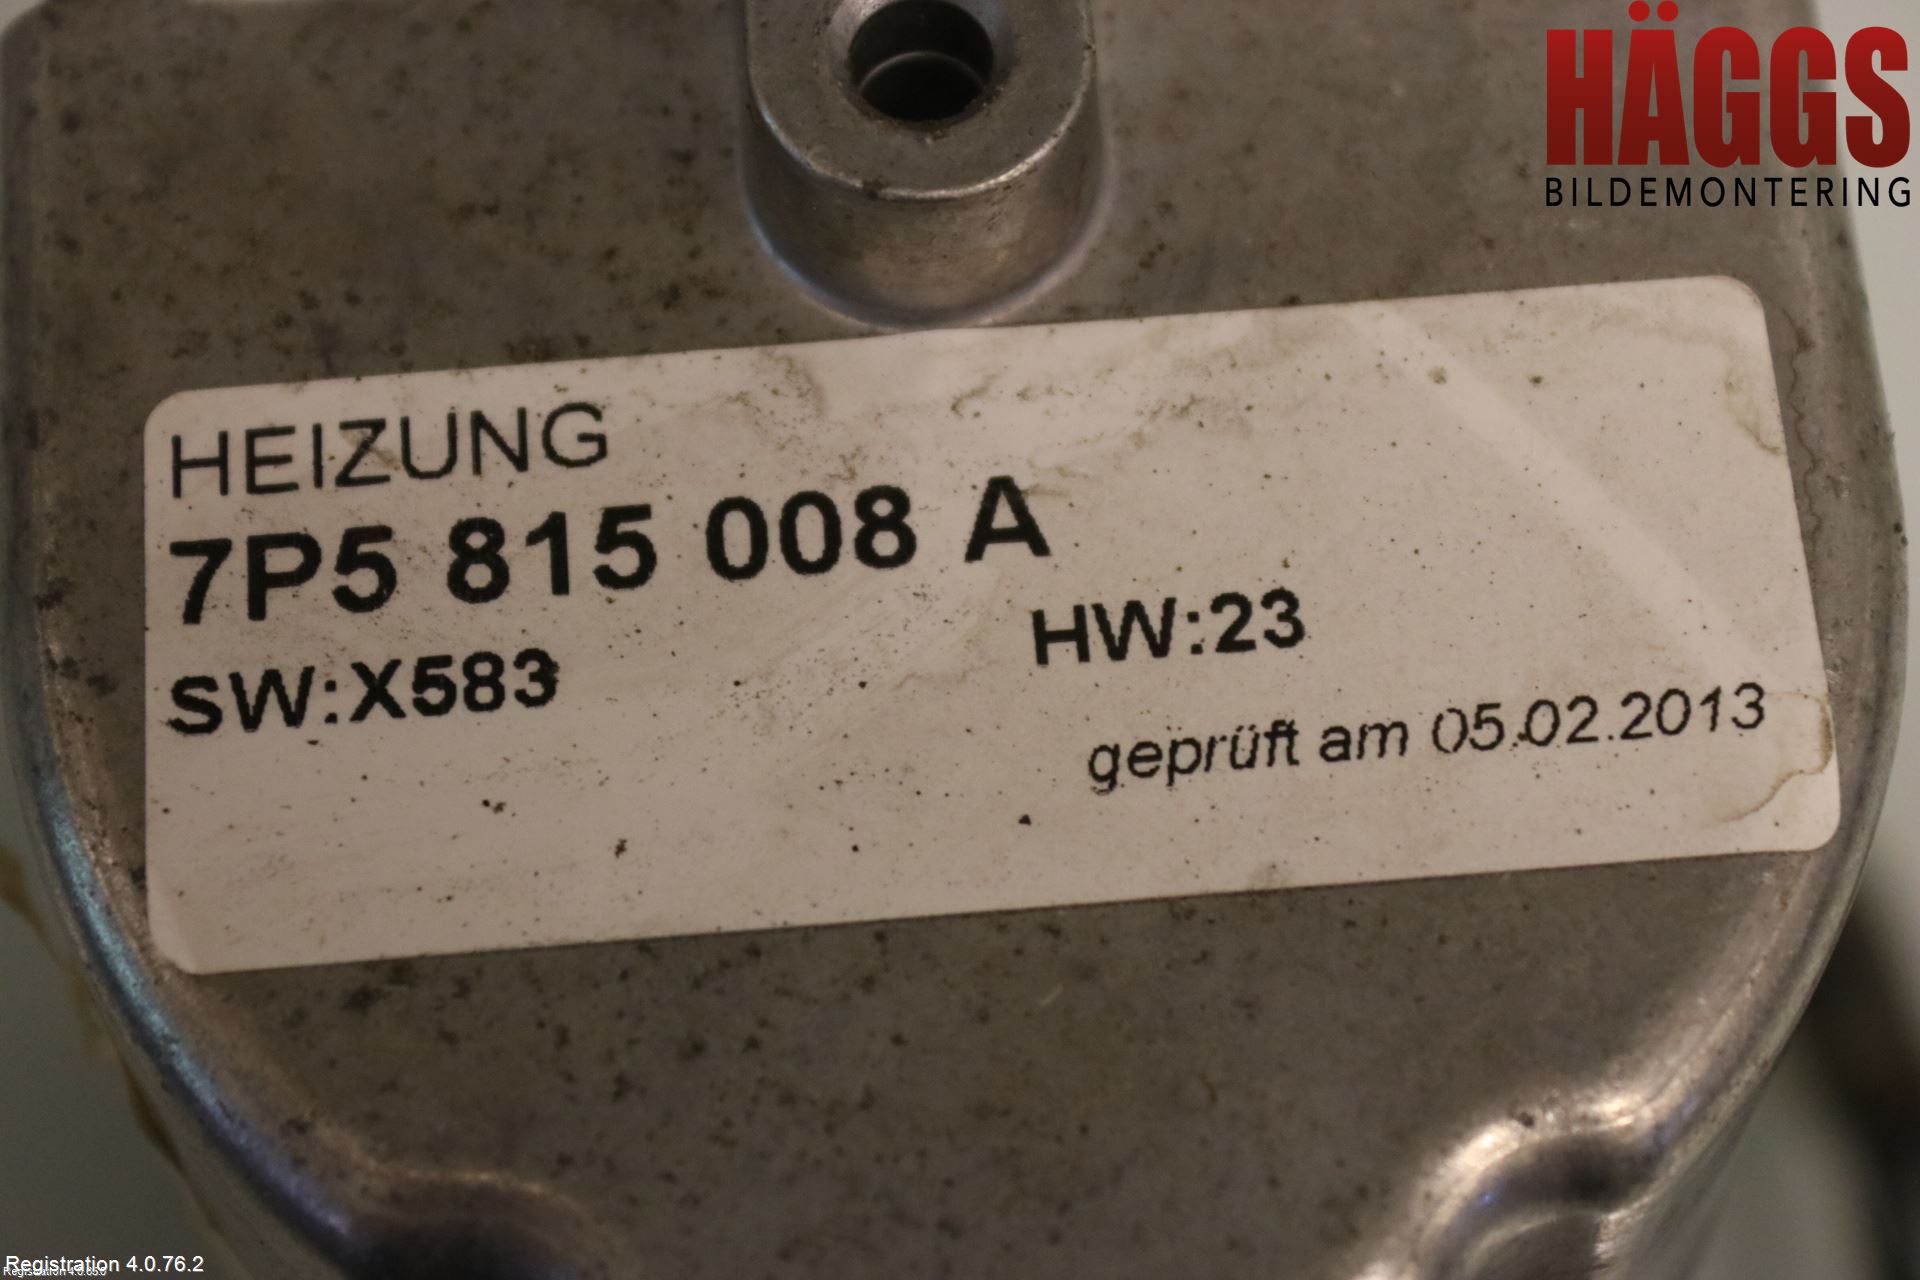 HÄGGS
BILDEMONTERING
HEIZUNG
7P5 815 008 A
SW:X583 HW:23
geprüft am 05.02.2013
Registration 4.0.76.2